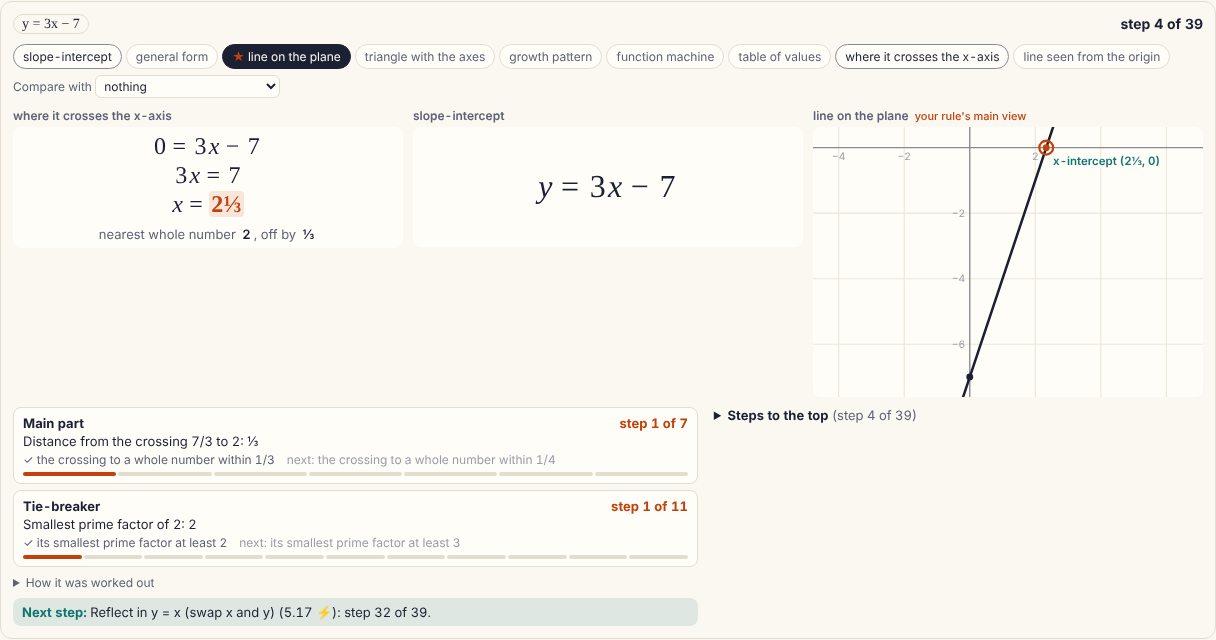 y = 3x − 7
step 4 of 39
slope-intercept
general form
★ line on the plane
triangle with the axes
growth pattern
function machine
table of values
where it crosses the x-axis
line seen from the origin
Compare with nothing
where it crosses the x-axis
0 = 3x − 7
3x = 7
x = 2⅓
nearest whole number 2 , off by ⅓
slope-intercept
y = 3x − 7
line on the plane your rule's main view
−4 −2 2
x-intercept (2⅓, 0)
−2
−4
−6
Main part step 1 of 7
Distance from the crossing 7/3 to 2: ⅓
✓ the crossing to a whole number within 1/3 next: the crossing to a whole number within 1/4
Tie-breaker step 1 of 11
Smallest prime factor of 2: 2
✓ its smallest prime factor at least 2 next: its smallest prime factor at least 3
▶ How it was worked out
Next step: Reflect in y = x (swap x and y) (5.17 ⚡): step 32 of 39.
▶ Steps to the top (step 4 of 39)